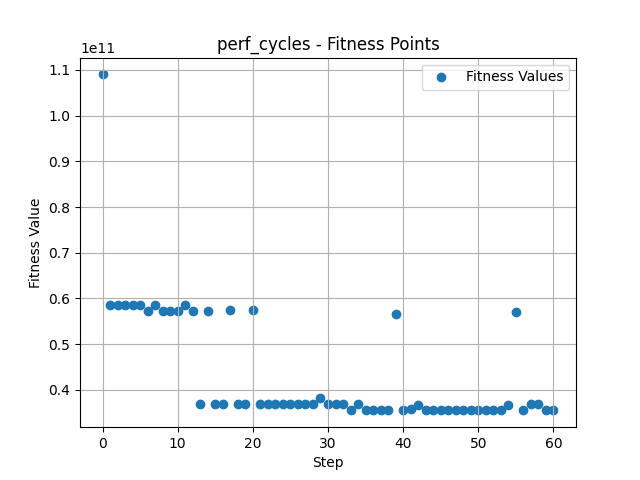 perf_cycles - Fitness Points
1e11
Fitness Values
1.1
1.0
0.9
0.8
0.7
0.6
0.5
0.4
Fitness Value
0 10 20 30 40 50 60
Step